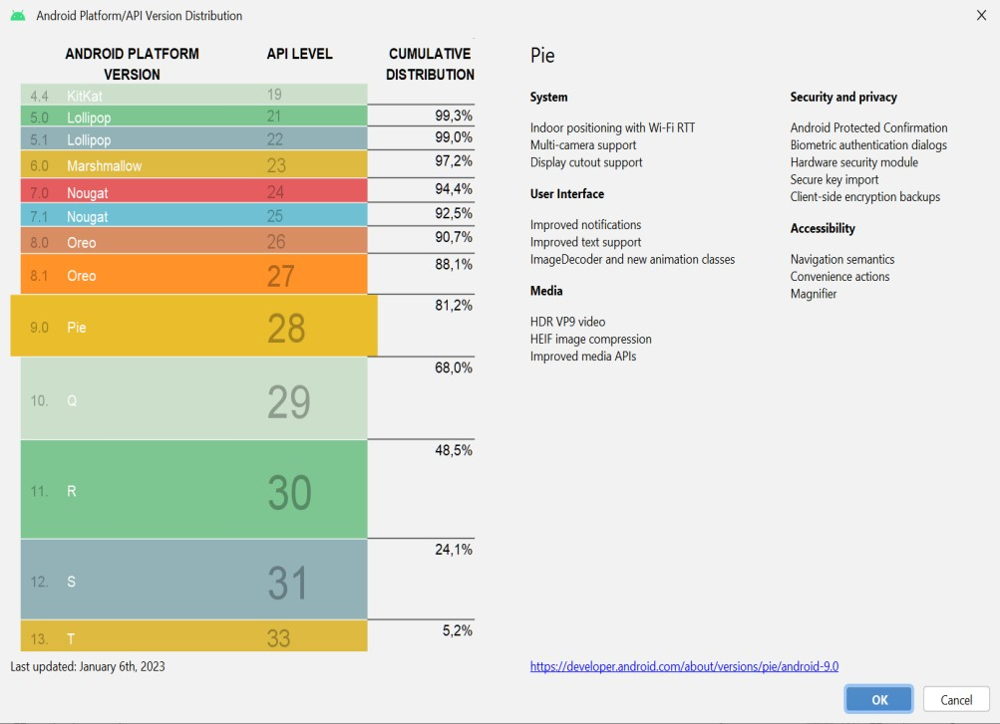 Android Platform/API Version Distribution
ANDROID PLATFORM VERSION API LEVEL CUMULATIVE DISTRIBUTION
4.4 KitKat 19
5.0 Lollipop 21 99,3%
5.1 Lollipop 22 99,0%
6.0 Marshmallow 23 97,2%
7.0 Nougat 24 94,4%
7.1 Nougat 25 92,5%
8.0 Oreo 26 90,7%
8.1 Oreo 27 88,1%
9.0 Pie 28 81,2%
10. Q 29 68,0%
11. R 30 48,5%
12. S 31 24,1%
13. T 33 5,2%
Last updated: January 6th, 2023
Pie
System
Indoor positioning with Wi-Fi RTT
Multi-camera support
Display cutout support
User Interface
Improved notifications
Improved text support
ImageDecoder and new animation classes
Media
HDR VP9 video
HEIF image compression
Improved media APIs
Security and privacy
Android Protected Confirmation
Biometric authentication dialogs
Hardware security module
Secure key import
Client-side encryption backups
Accessibility
Navigation semantics
Convenience actions
Magnifier
https://developer.android.com/about/versions/pie/android-9.0
OK Cancel